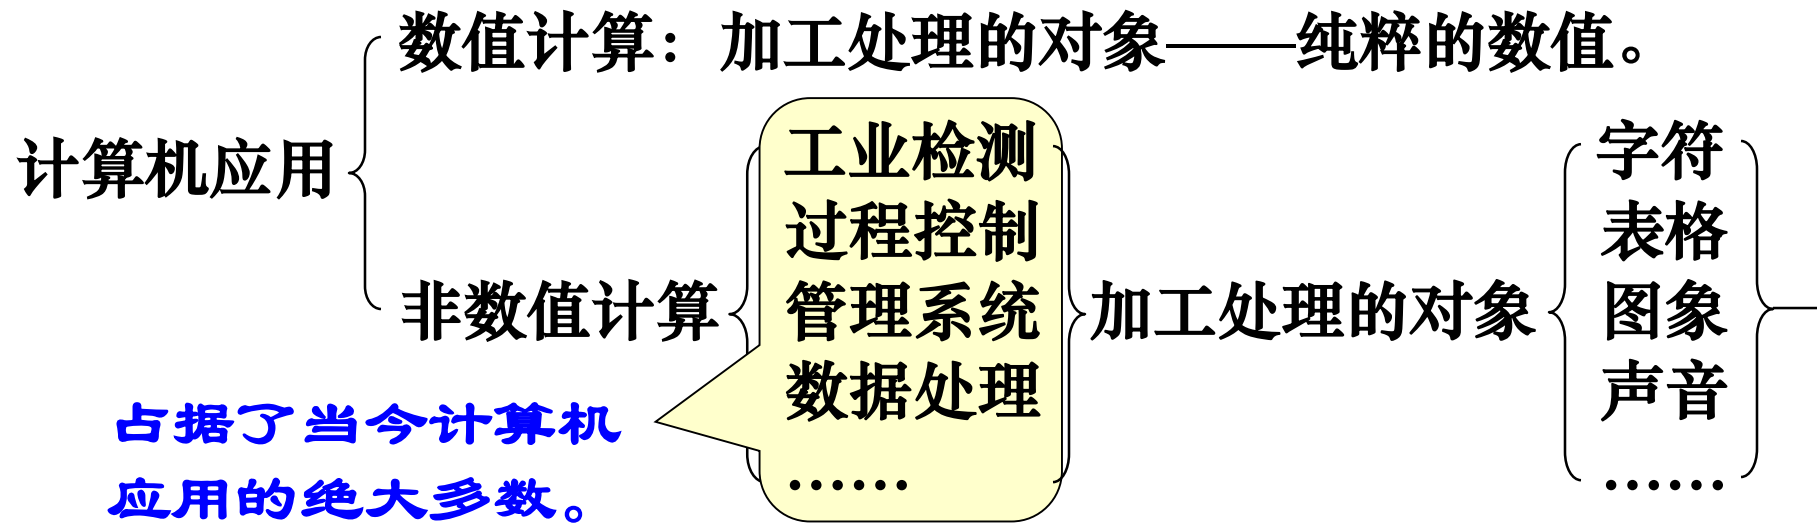 数值计算：加工处理的对象——纯粹的数值。
计算机应用
非数值计算
工业检测
过程控制
管理系统
数据处理
……
加工处理的对象
字符
表格
图象
声音
……
占据了当今计算机
应用的绝大多数。